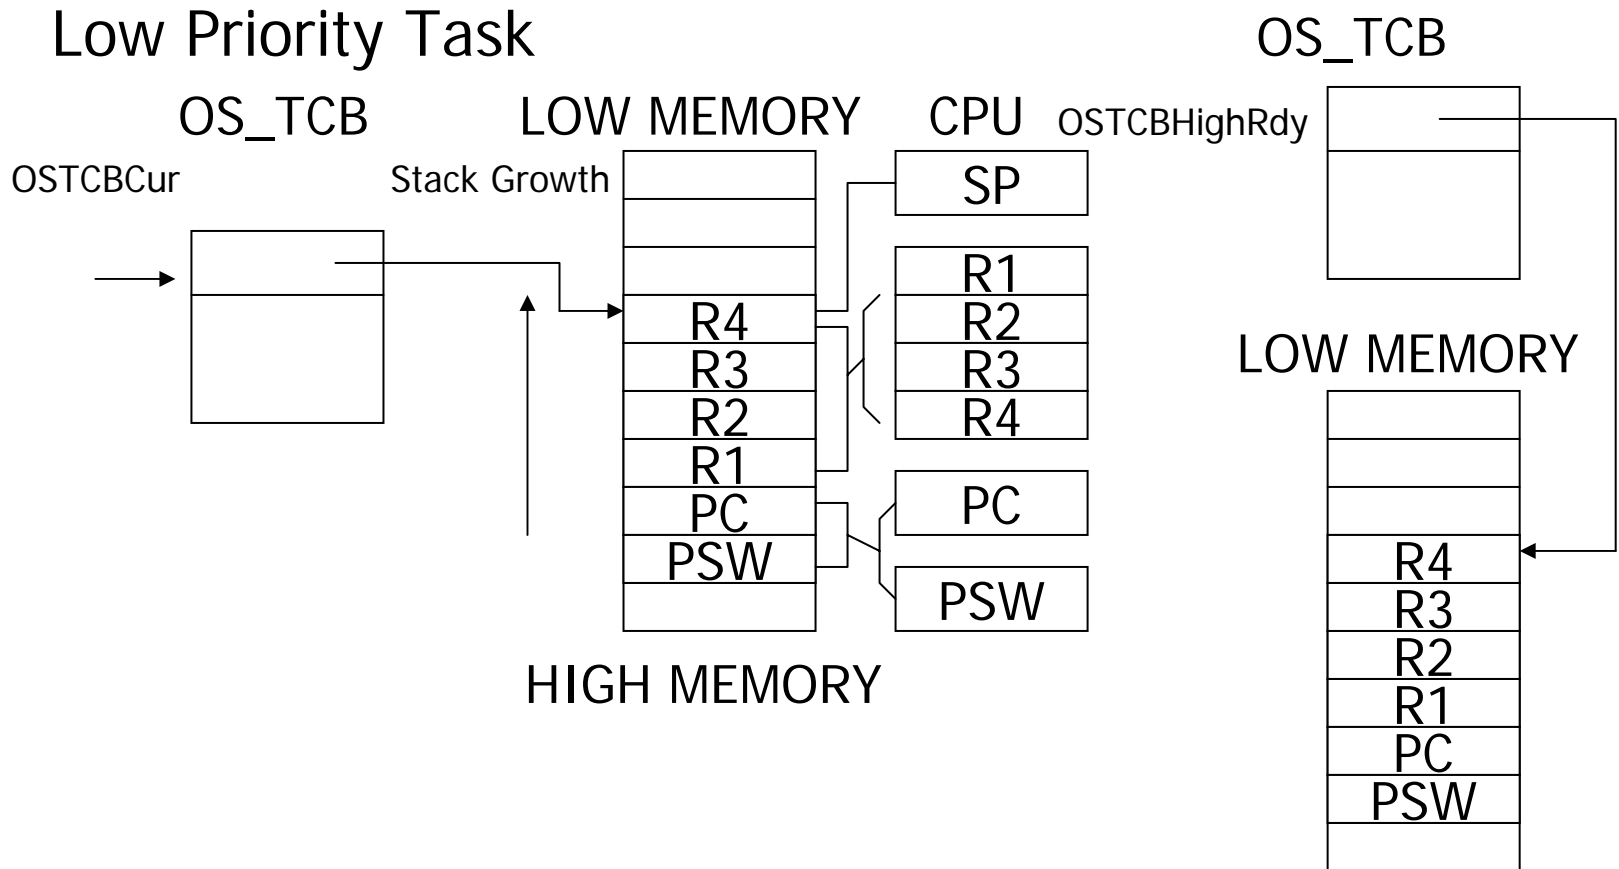 Low Priority Task
OS_TCB
OS_TCB
LOW MEMORY
CPU
OSTCBHighRdy
OSTCBCur
Stack Growth
SP
R1
R4
R2
R3
R3
R2
R4
R1
PC
PC
PSW
PSW
HIGH MEMORY
LOW MEMORY
R4
R3
R2
R1
PC
PSW